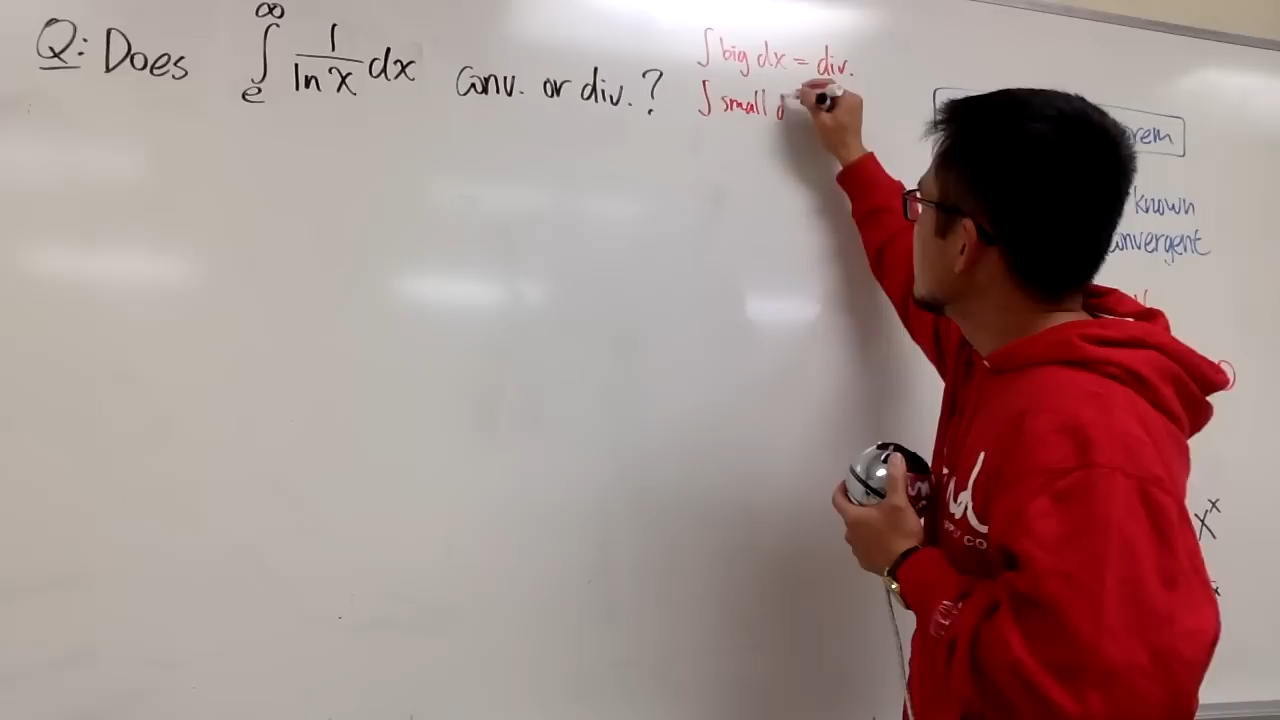 Q: Does ∫_e^∞ 1/ln x dx conv. or div.?
∫ big dx = div.
∫ small
known
convergent
x^x